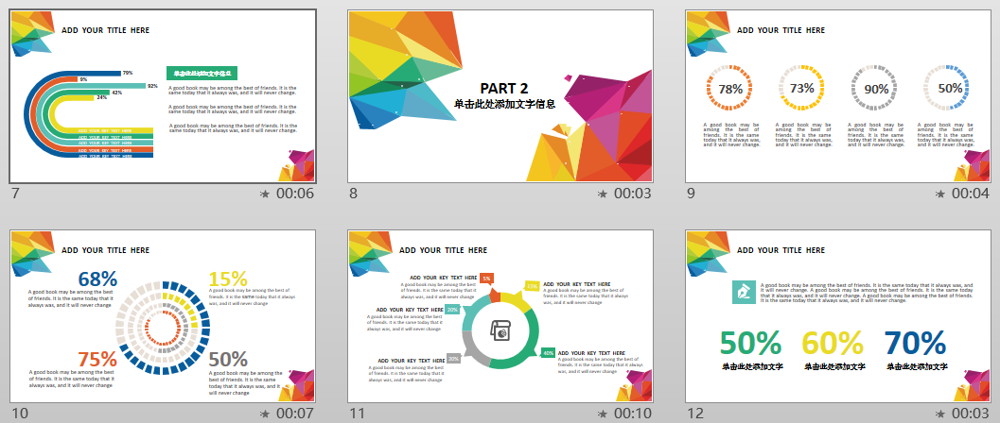 ADD YOUR TITLE HERE
79%
9%
92%
42%
24%
ADD YOUR KEY TEXT HERE
ADD YOUR KEY TEXT HERE
ADD YOUR KEY TEXT HERE
ADD YOUR KEY TEXT HERE
ADD YOUR KEY TEXT HERE
单击此处添加文字信息
A good book may be among the best of friends. It is the
same today that it always was, and it will never change.
A good book may be among the best of friends. It is the
same today that it always was, and it will never change.
A good book may be among the best of friends. It is the
same today that it always was, and it will never change.
7
00:06
PART 2
单击此处添加文字信息
8
00:03
ADD YOUR TITLE HERE
78%
73%
90%
50%
A good book may be
among the best of
friends. It is the same
today that it always was,
and it will never change.
A good book may be
among the best of
friends. It is the same
today that it always was,
and it will never change.
A good book may be
among the best of
friends. It is the same
today that it always was,
and it will never change.
A good book may be
among the best of
friends. It is the same
today that it always was,
and it will never change.
9
00:04
ADD YOUR TITLE HERE
68%
A good book may be among the
best of friends. It is the same
today that it always was, and it
will never change
15%
A good book may be among the best of
friends. It is the same today that it always
was, and it will never change
75%
A good book may be among the
best of friends. It is the same
today that it always was, and it
will never change
50%
A good book may be among the
best of friends. It is the same
today that it always was, and it
will never change
10
00:07
ADD YOUR TITLE HERE
ADD YOUR KEY TEXT HERE
5%
A good book may be among the best
of friends. It is the same today that it
always was, and it will never change
15%
ADD YOUR KEY TEXT HERE
A good book may be among the best
of friends. It is the same today that it
always was, and it will never change
ADD YOUR KEY TEXT HERE
20%
A good book may be among the best
of friends. It is the same today that it
always was, and it will never change
ADD YOUR KEY TEXT HERE
20%
A good book may be among the best
of friends. It is the same today that it
always was, and it will never change
40%
ADD YOUR KEY TEXT HERE
A good book may be among the best
of friends. It is the same today that it
always was, and it will never change
11
00:10
ADD YOUR TITLE HERE
A good book may be among the best of friends. It is the same today that it always was, and
it will never change. A good book may be among the best of friends. It is the same today
that it always was, and it will never change. A good book may be among the best of
friends. It is the same today that it always was, and it will never change.
50%
60%
70%
单击此处添加文字
单击此处添加文字
单击此处添加文字
12
00:03